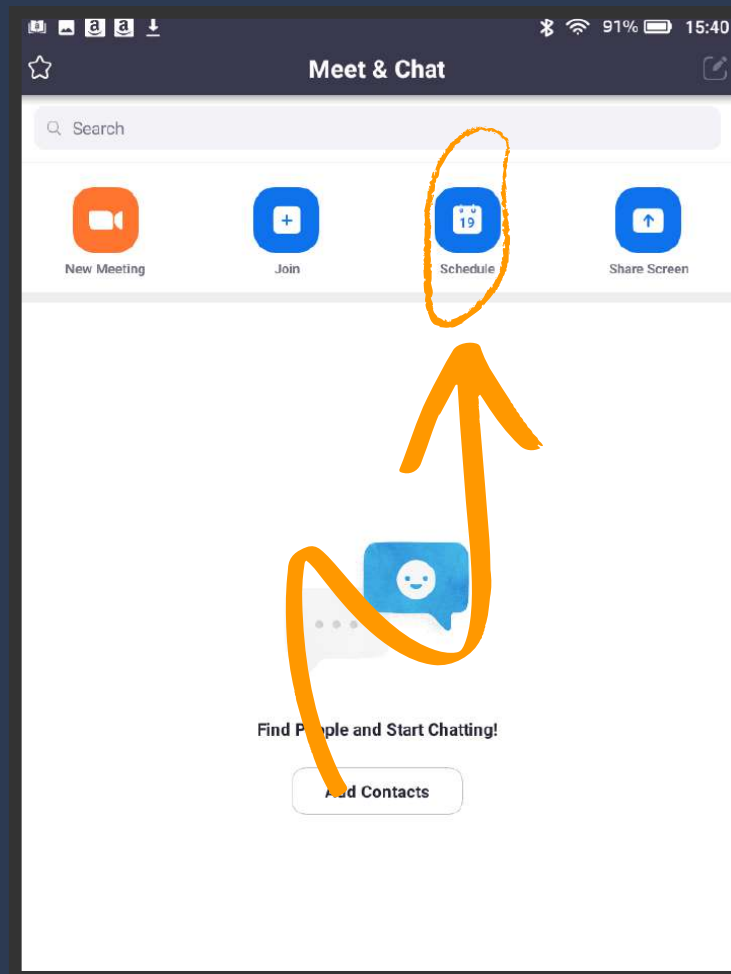 91% 15:40
Meet & Chat
Search
19
New Meeting Join Schedule Share Screen
Find People and Start Chatting!
Add Contacts